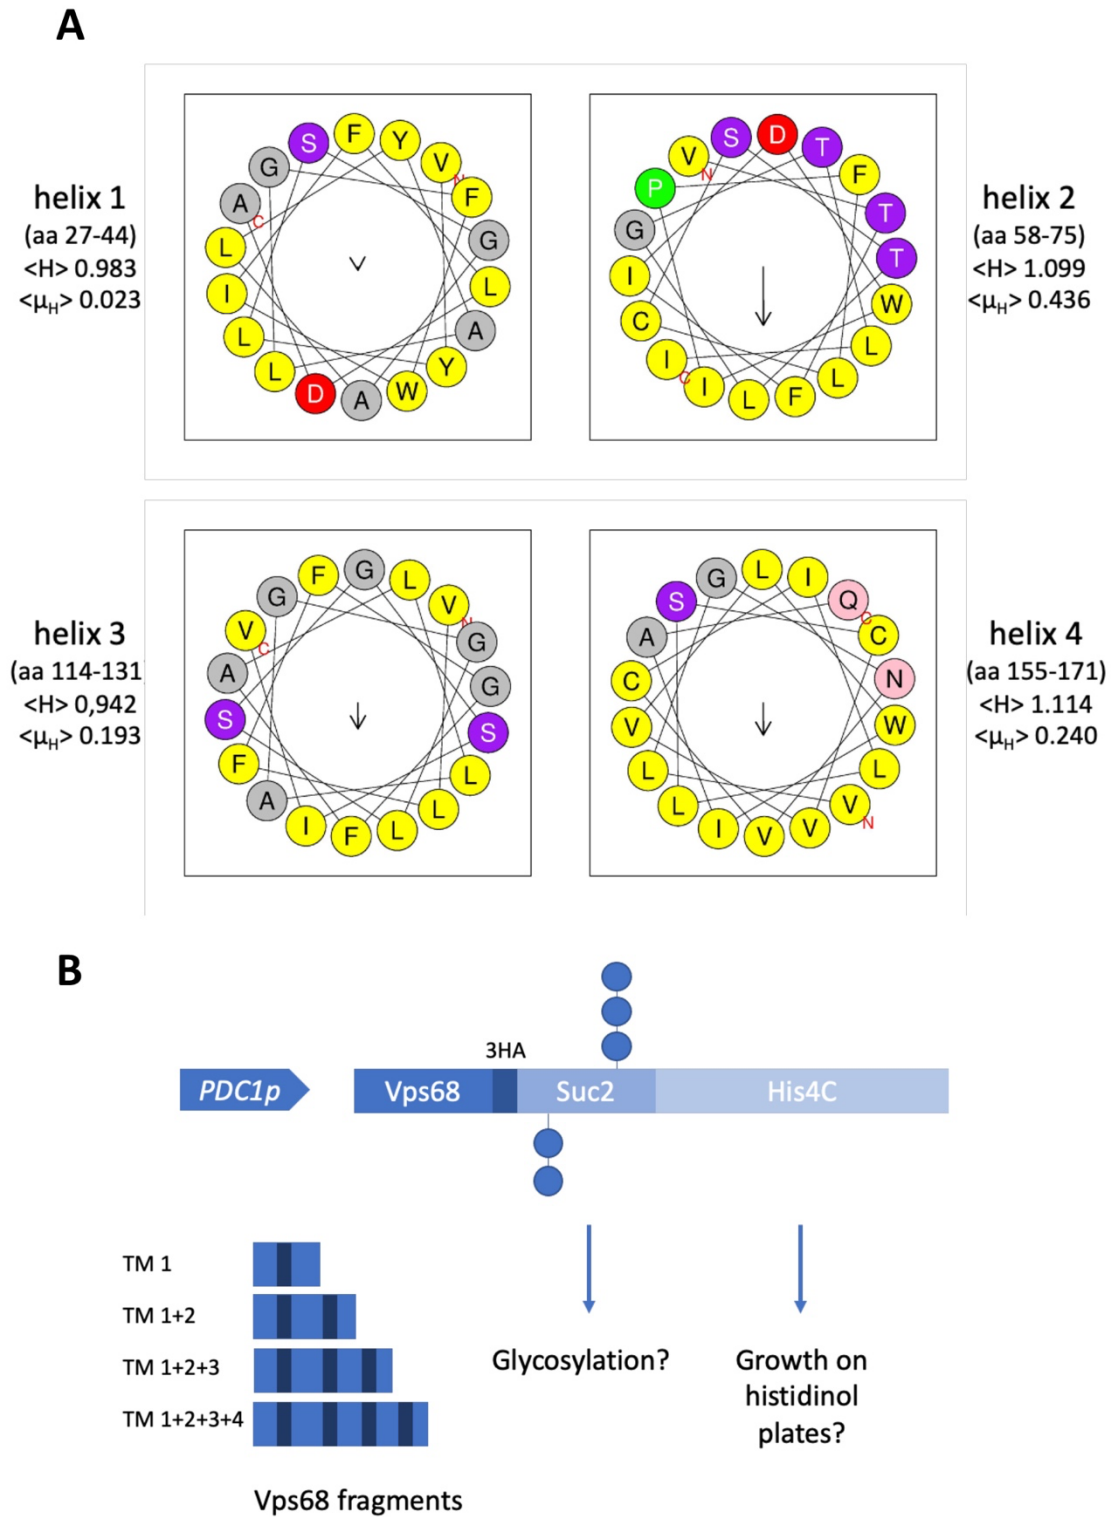 A
helix 1
(aa 27-44)
<H> 0.983
<μH> 0.023
S F Y V N F G L A Y W A D L L I L A C G
helix 2
(aa 58-75)
<H> 1.099
<μH> 0.436
V N S D T F T T W L L F L I C I C I G P
helix 3
(aa 114-131)
<H> 0,942
<μH> 0.193
F G L V N G G S L L L F I A F S A V C G
helix 4
(aa 155-171)
<H> 1.114
<μH> 0.240
G L I Q C C N W L V N V V I L L V C A S
B
3HA
PDC1p
Vps68
Suc2
His4C
TM 1
TM 1+2
TM 1+2+3
TM 1+2+3+4
Vps68 fragments
Glycosylation?
Growth on
histidinol
plates?